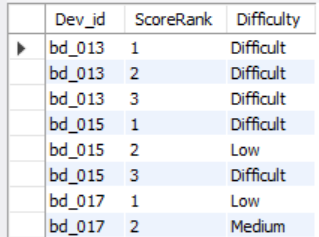 Dev_id ScoreRank Difficulty
bd_013 1 Difficult
bd_013 2 Difficult
bd_013 3 Difficult
bd_015 1 Difficult
bd_015 2 Low
bd_015 3 Difficult
bd_017 1 Low
bd_017 2 Medium